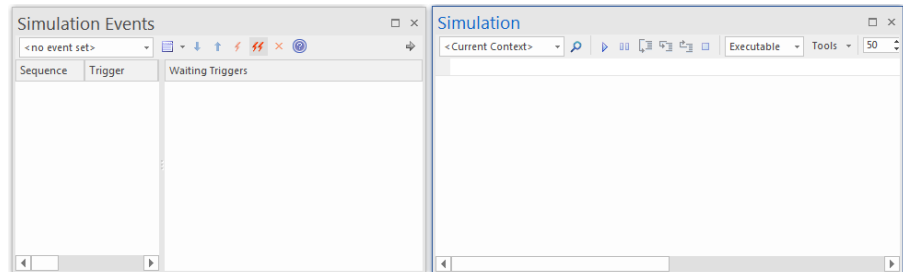 Simulation Events
<no event set>
Sequence Trigger Waiting Triggers
Simulation
<Current Context> Executable Tools 50